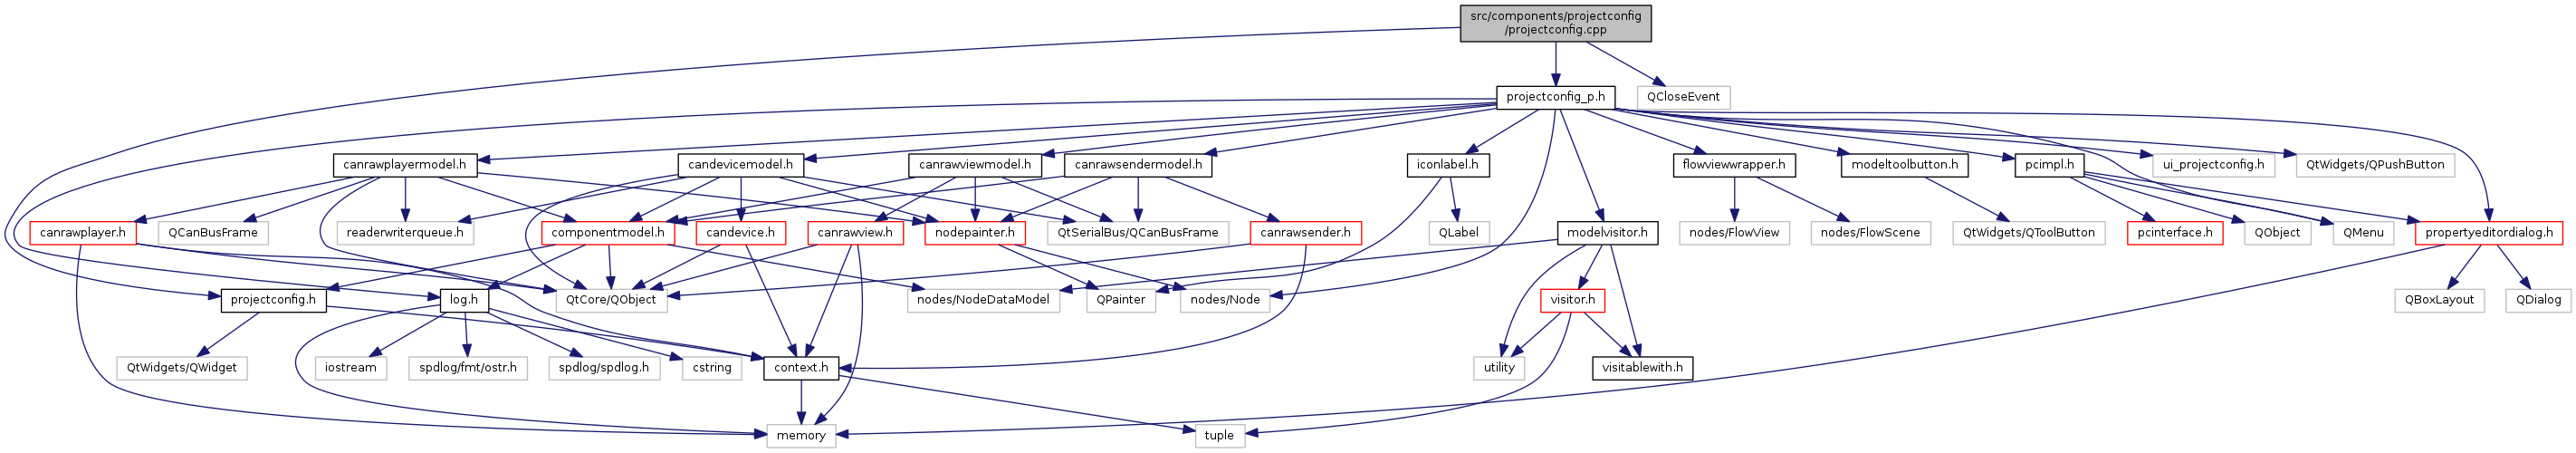 src/components/projectconfig
/projectconfig.cpp
projectconfig_p.h
QCloseEvent
canrawplayermodel.h
candevicemodel.h
canrawviewmodel.h
canrawsendermodel.h
iconlabel.h
flowviewwrapper.h
modeltoolbutton.h
pcimpl.h
ui_projectconfig.h
QtWidgets/QPushButton
canrawplayer.h
QCanBusFrame
readerwriterqueue.h
componentmodel.h
candevice.h
canrawview.h
nodepainter.h
QtSerialBus/QCanBusFrame
canrawsender.h
QLabel
modelvisitor.h
nodes/FlowView
nodes/FlowScene
QtWidgets/QToolButton
pcinterface.h
QObject
QMenu
propertyeditordialog.h
projectconfig.h
log.h
QtCore/QObject
nodes/NodeDataModel
QPainter
nodes/Node
visitor.h
QBoxLayout
QDialog
QtWidgets/QWidget
iostream
spdlog/fmt/ostr.h
spdlog/spdlog.h
cstring
context.h
utility
visitablewith.h
memory
tuple